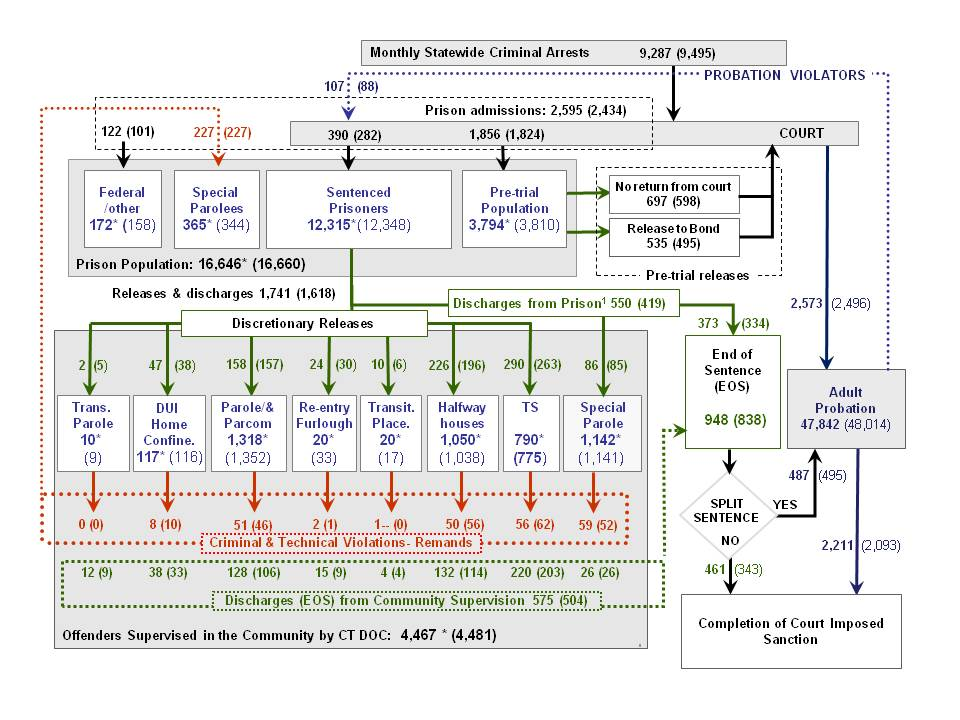 Monthly Statewide Criminal Arrests 9,287 (9,495)
PROBATION VIOLATORS
107 (88)
Prison admissions: 2,595 (2,434)
122 (101) 227 (227) 390 (282) 1,856 (1,824) COURT
Federal
/other
172* (158)
Special
Parolees
365* (344)
Sentenced
Prisoners
12,315*(12,348)
Pre-trial
Population
3,794* (3,810)
No return from court
697 (598)
Release to Bond
535 (495)
Prison Population: 16,646* (16,660)
Pre-trial releases
Releases & discharges 1,741 (1,618)
Discharges from Prison¹ 550 (419)
2,573 (2,496)
Discretionary Releases
373 (334)
2 (5) 47 (38) 158 (157) 24 (30) 10 (6) 226 (196) 290 (263) 86 (85)
End of
Sentence
(EOS)
948 (838)
Adult
Probation
47,842 (48,014)
Trans.
Parole
10*
(9)
DUI
Home
Confine.
117* (116)
Parole/&
Parcom
1,318*
(1,352)
Re-entry
Furlough
20*
(33)
Transit.
Place.
20*
(17)
Halfway
houses
1,050*
(1,038)
TS
790*
(775)
Special
Parole
1,142*
(1,141)
487 (495)
SPLIT
SENTENCE
YES
NO
0 (0) 8 (10) 51 (46) 2 (1) 1-- (0) 50 (56) 56 (62) 59 (52)
Criminal & Technical Violations- Remands
2,211 (2,093)
12 (9) 38 (33) 128 (106) 15 (9) 4 (4) 132 (114) 220 (203) 26 (26)
461 (343)
Discharges (EOS) from Community Supervision 575 (504)
Completion of Court Imposed
Sanction
Offenders Supervised in the Community by CT DOC: 4,467 * (4,481)